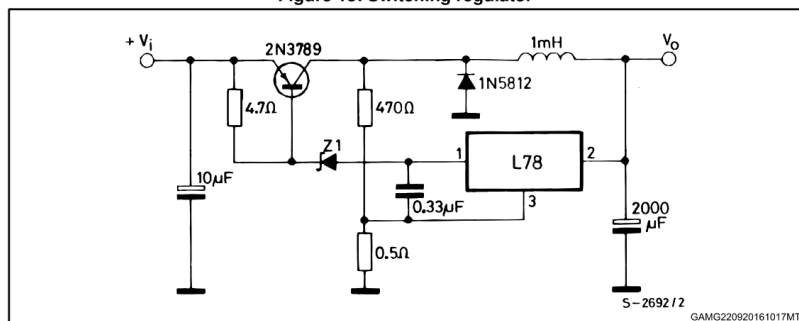 Figure 18. Switching regulator
+ Vi
2N3789
1mH
Vo
4.7Ω
470Ω
1N5812
Z1
1
L78
2
10µF
0.33µF
3
2000
µF
0.5Ω
S-2692/2
GAMG220920161017MT